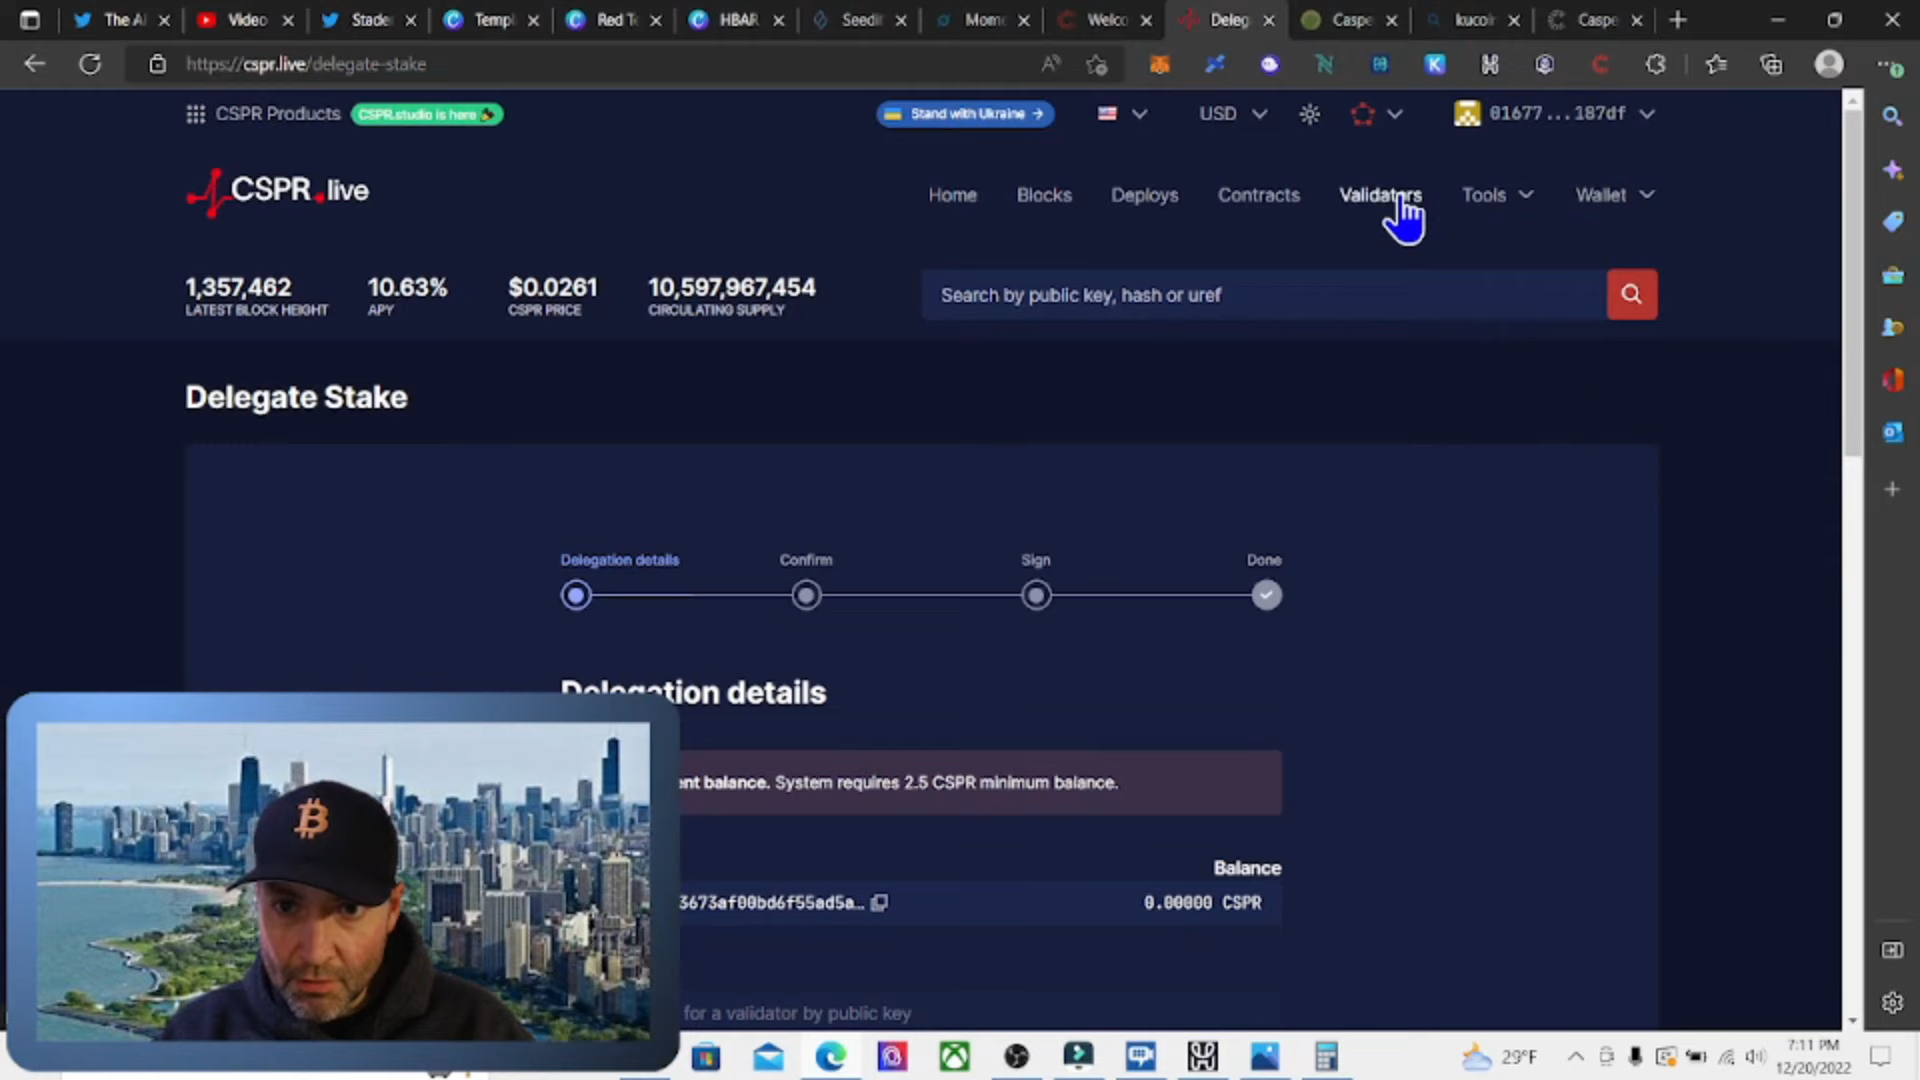 The Al
Video
Stade
Templ
Red Te
HBAR
Seedi
Mom
Welco
Deleg
Caspe
kucoi
Caspe
https://cspr.live/delegate-stake
CSPR Products
CSPR.studio is here
Stand with Ukraine →
USD
01677...187df
CSPR.live
Home
Blocks
Deploys
Contracts
Validators
Tools
Wallet
1,357,462
LATEST BLOCK HEIGHT
10.63%
APY
$0.0261
CSPR PRICE
10,597,967,454
CIRCULATING SUPPLY
Search by public key, hash or uref
Delegate Stake
Delegation details
Confirm
Sign
Done
Delegation details
ent balance. System requires 2.5 CSPR minimum balance.
Balance
3673af00bd6f55ad5a…
0.00000 CSPR
for a validator by public key
29°F
7:11 PM
12/20/2022